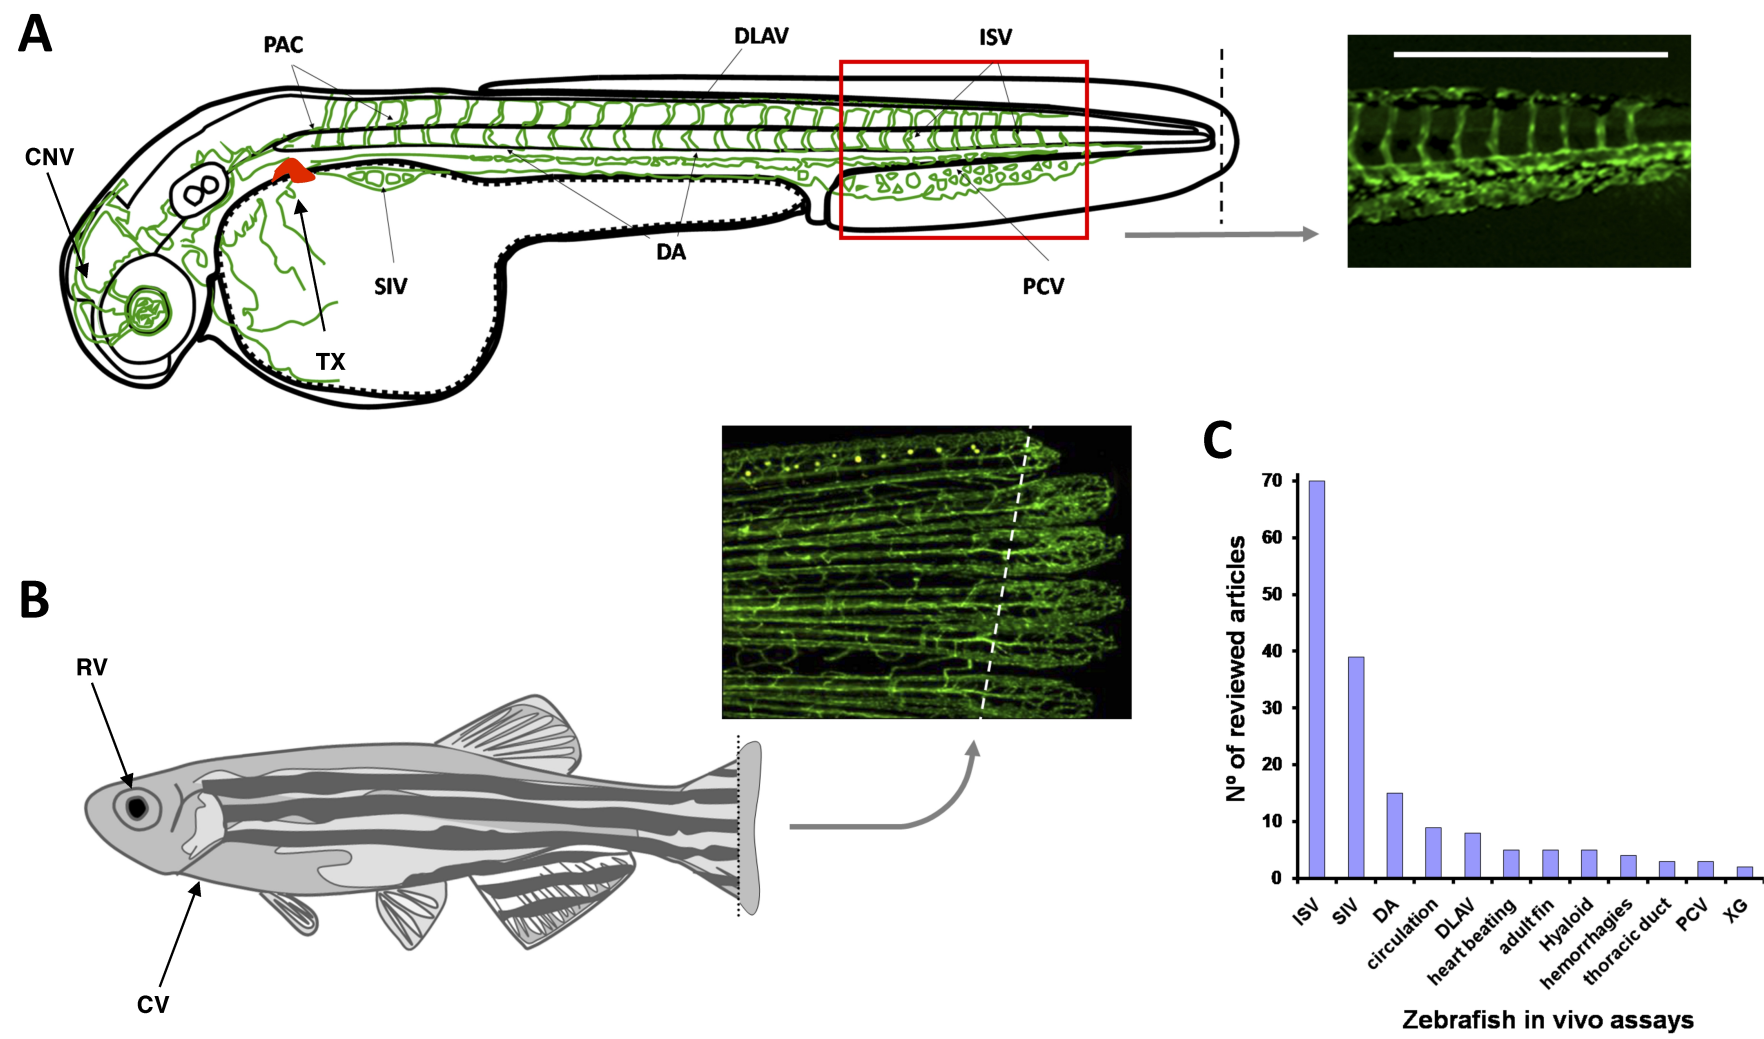 A
PAC
DLAV
ISV
CNV
DA
SIV
PCV
TX
B
RV
CV
C
Nº of reviewed articles
70
60
50
40
30
20
10
0
ISV
SIV
DA
circulation
DLAV
heart beating
adult fin
Hyaloid
hemorrhagies
thoracic duct
PCV
XG
Zebrafish in vivo assays